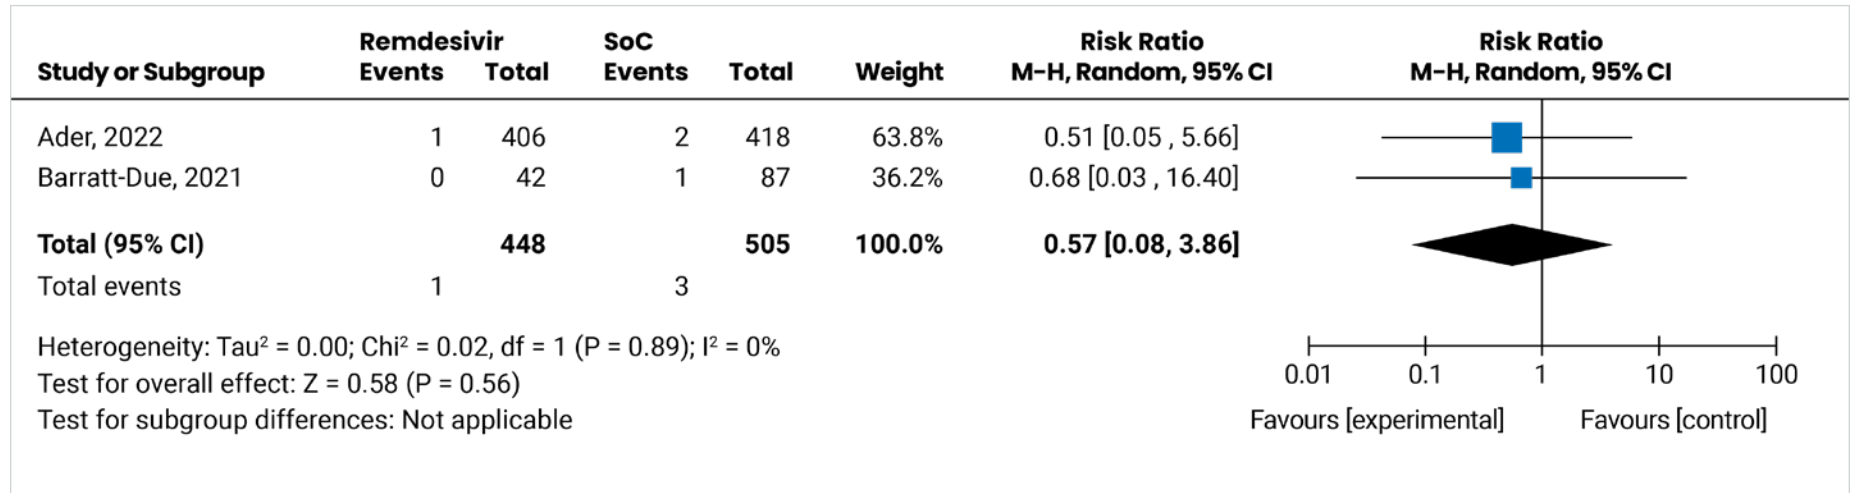 Remdesivir SoC Risk Ratio Risk Ratio
Study or Subgroup Events Total Events Total Weight M-H, Random, 95% CI M-H, Random, 95% CI
Ader, 2022 1 406 2 418 63.8% 0.51 [0.05 , 5.66]
Barratt-Due, 2021 0 42 1 87 36.2% 0.68 [0.03 , 16.40]
Total (95% CI) 448 505 100.0% 0.57 [0.08, 3.86]
Total events 1 3
Heterogeneity: Tau² = 0.00; Chi² = 0.02, df = 1 (P = 0.89); I² = 0%
Test for overall effect: Z = 0.58 (P = 0.56)
Test for subgroup differences: Not applicable
0.01 0.1 1 10 100
Favours [experimental] Favours [control]